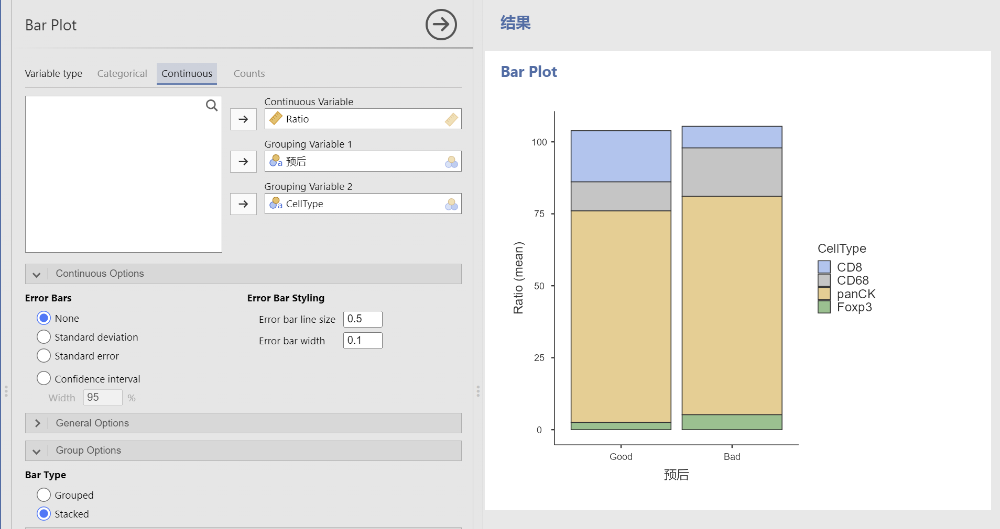 Bar Plot
Variable type Categorical Continuous Counts
Continuous Variable
Ratio
Grouping Variable 1
a 预后
Grouping Variable 2
a CellType
Continuous Options
Error Bars
None
Standard deviation
Standard error
Confidence interval
Width 95 %
Error Bar Styling
Error bar line size 0.5
Error bar width 0.1
General Options
Group Options
Bar Type
Grouped
Stacked
结果
Bar Plot
100
75
50
25
0
Ratio (mean)
Good Bad
预后
CellType
CD8
CD68
panCK
Foxp3